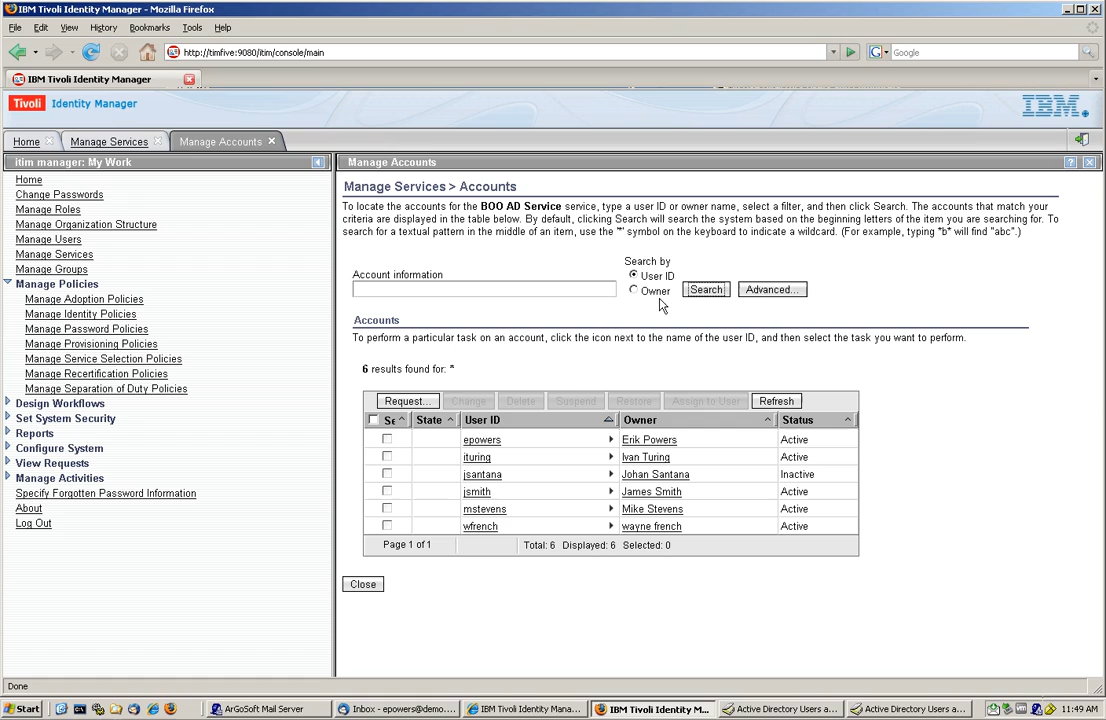 IBM Tivoli Identity Manager - Mozilla Firefox
File Edit View History Bookmarks Tools Help
http://timfive:9080/itim/console/main
Google
IBM Tivoli Identity Manager
Tivoli Identity Manager
IBM
Home Manage Services Manage Accounts
itim manager: My Work
Home
Change Passwords
Manage Roles
Manage Organization Structure
Manage Users
Manage Services
Manage Groups
Manage Policies
Manage Adoption Policies
Manage Identity Policies
Manage Password Policies
Manage Provisioning Policies
Manage Service Selection Policies
Manage Recertification Policies
Manage Separation of Duty Policies
Design Workflows
Set System Security
Reports
Configure System
View Requests
Manage Activities
Specify Forgotten Password Information
About
Log Out
Manage Accounts
Manage Services > Accounts
To locate the accounts for the BOO AD Service service, type a user ID or owner name, select a filter, and then click Search. The accounts that match your
criteria are displayed in the table below. By default, clicking Search will search the system based on the beginning letters of the item you are searching for. To
search for a textual pattern in the middle of an item, use the '*' symbol on the keyboard to indicate a wildcard. (For example, typing *b* will find "abc".)
Search by
Account information
User ID
Owner
Search Advanced...
Accounts
To perform a particular task on an account, click the icon next to the name of the user ID, and then select the task you want to perform.
6 results found for: *
Request... Change Delete Suspend Restore Assign to User Refresh
Se State User ID Owner Status
epowers Erik Powers Active
ituring Ivan Turing Active
jsantana Johan Santana Inactive
jsmith James Smith Active
mstevens Mike Stevens Active
wfrench wayne french Active
Page 1 of 1 Total: 6 Displayed: 6 Selected: 0
Close
Done
Start ArGoSoft Mail Server Inbox - epowers@demo.... IBM Tivoli Identity Mana... IBM Tivoli Identity M... Active Directory Users a... Active Directory Users a... 11:49 AM